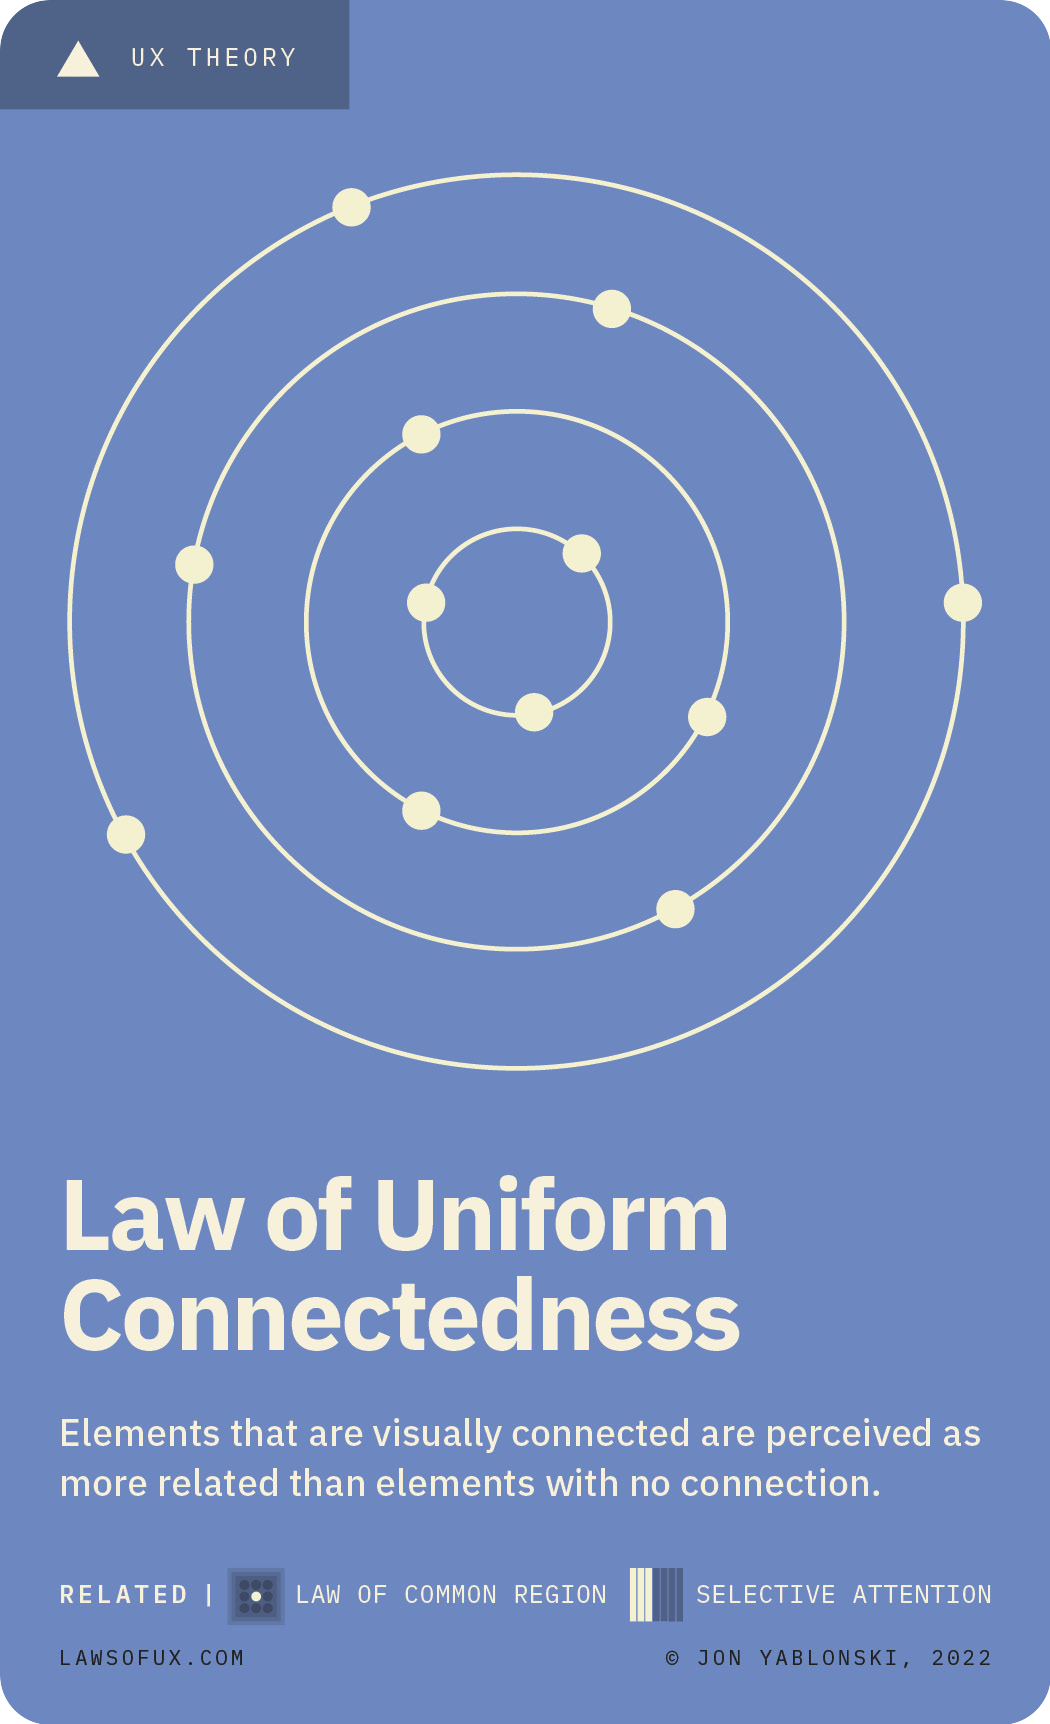 UX THEORY
Law of Uniform
Connectedness
Elements that are visually connected are perceived as
more related than elements with no connection.
RELATED | LAW OF COMMON REGION SELECTIVE ATTENTION
LAWSOFUX.COM © JON YABLONSKI, 2022